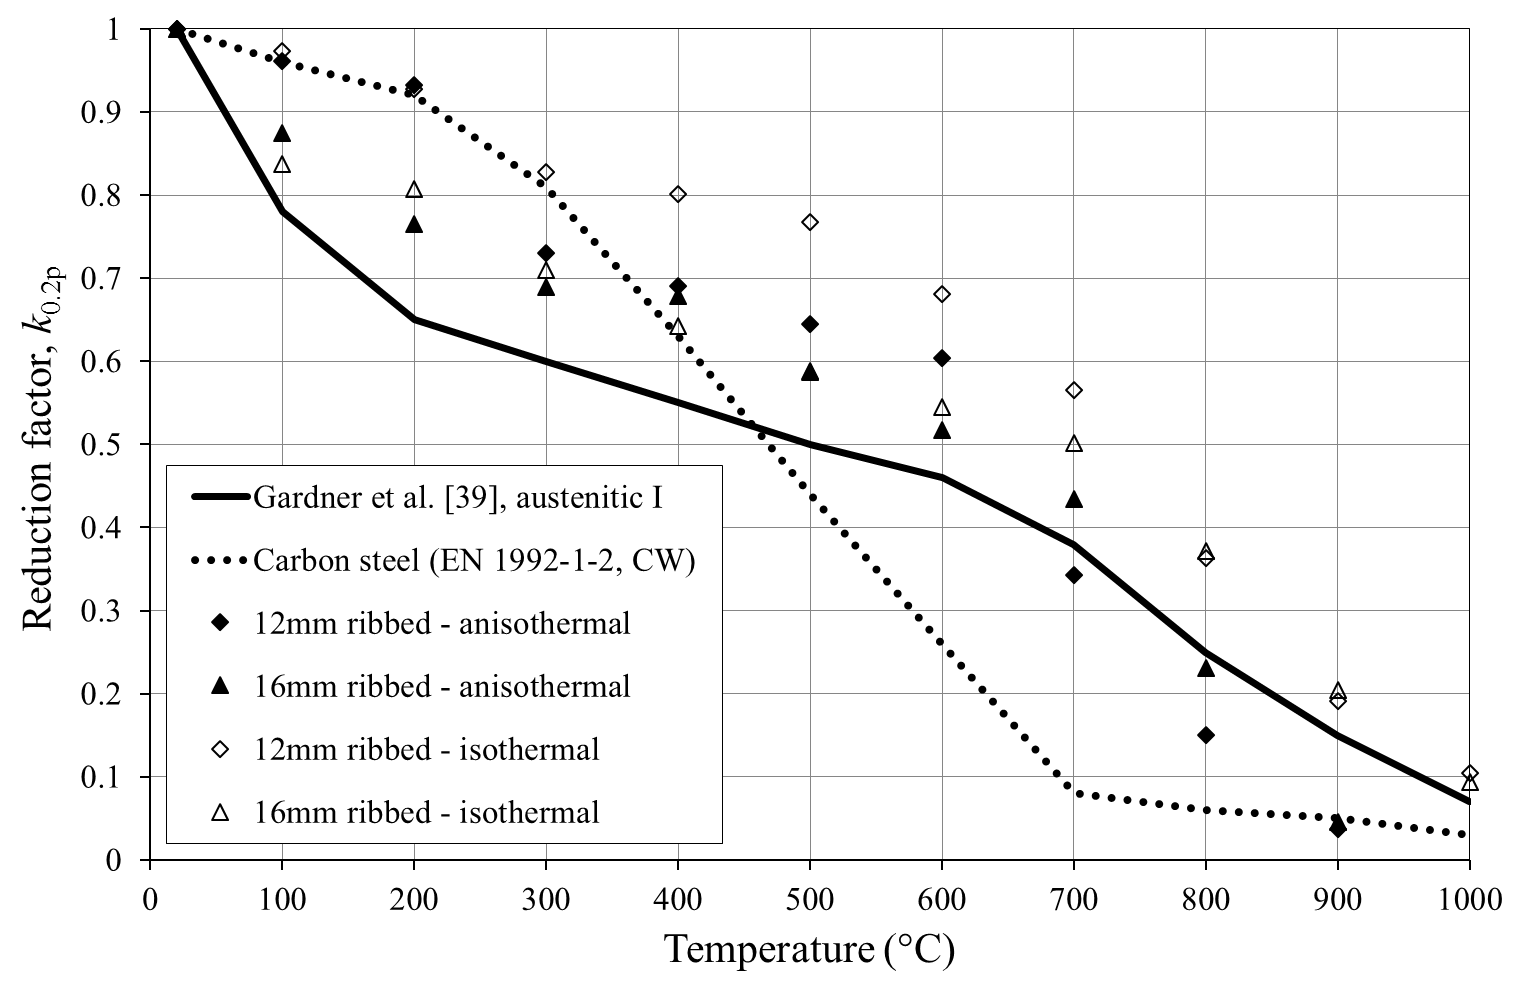 1
0.9
0.8
0.7
0.6
0.5
0.4
0.3
0.2
0.1
0
Reduction factor, k0.2p
Gardner et al. [39], austenitic I
Carbon steel (EN 1992-1-2, CW)
12mm ribbed - anisothermal
16mm ribbed - anisothermal
12mm ribbed - isothermal
16mm ribbed - isothermal
0 100 200 300 400 500 600 700 800 900 1000
Temperature (°C)